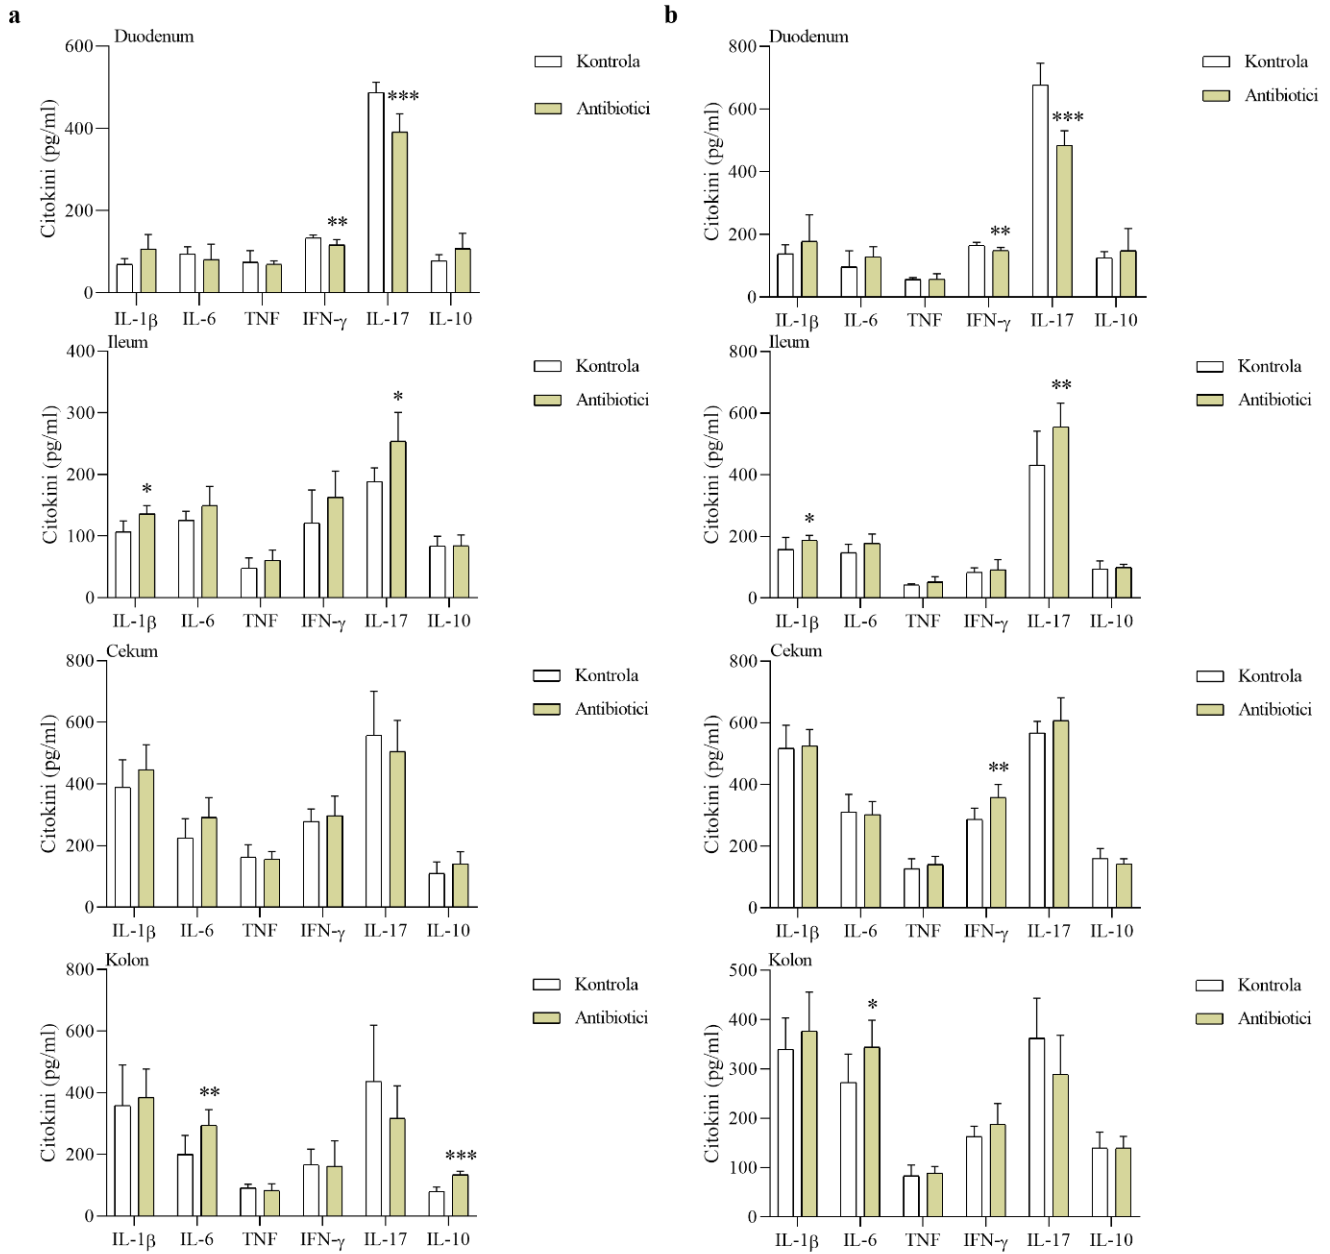 a
Duodenum
Citokini (pg/ml)
600
400
200
0
***
**
IL-1β IL-6 TNF IFN-γ IL-17 IL-10
Kontrola
Antibiotici
Ileum
Citokini (pg/ml)
400
300
200
100
0
*
*
IL-1β IL-6 TNF IFN-γ IL-17 IL-10
Kontrola
Antibiotici
Cekum
Citokini (pg/ml)
800
600
400
200
0
IL-1β IL-6 TNF IFN-γ IL-17 IL-10
Kontrola
Antibiotici
Kolon
Citokini (pg/ml)
800
600
400
200
0
**
***
IL-1β IL-6 TNF IFN-γ IL-17 IL-10
Kontrola
Antibiotici
b
Duodenum
Citokini (pg/ml)
800
600
400
200
0
***
**
IL-1β IL-6 TNF IFN-γ IL-17 IL-10
Kontrola
Antibiotici
Ileum
Citokini (pg/ml)
800
600
400
200
0
**
*
IL-1β IL-6 TNF IFN-γ IL-17 IL-10
Kontrola
Antibiotici
Cekum
Citokini (pg/ml)
800
600
400
200
0
**
IL-1β IL-6 TNF IFN-γ IL-17 IL-10
Kontrola
Antibiotici
Kolon
Citokini (pg/ml)
500
400
300
200
100
0
*
IL-1β IL-6 TNF IFN-γ IL-17 IL-10
Kontrola
Antibiotici